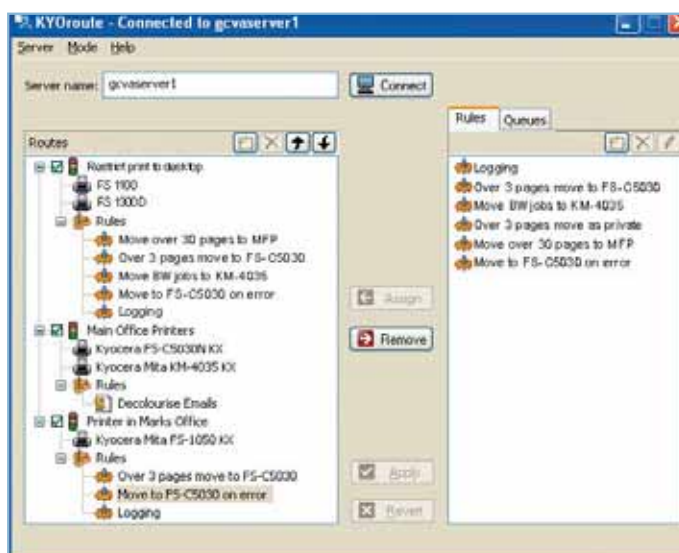 KYOroute - Connected to gcvaserver1
Server Mode Help
Server name: gcvaserver1 Connect
Rules Queues
Routes
Restrict print to desktop
FS 1100
FS 1300D
Rules
Move over 30 pages to MFP
Over 3 pages move to FS-C5030
Move BW jobs to KM-4035
Move to FS-C5030 on error
Logging
Main Office Printers
Kyocera FS-C5030N KX
Kyocera Mita KM-4035 KX
Rules
Decolourise Emails
Printer in Marks Office
Kyocera Mita FS-1050 KX
Rules
Over 3 pages move to FS-C5030
Move to FS-C5030 on error
Logging
Assign
Remove
Apply
Revert
Logging
Over 3 pages move to FS-C5030
Move BW jobs to KM-4035
Over 3 pages move as private
Move over 30 pages to MFP
Move to FS-C5030 on error